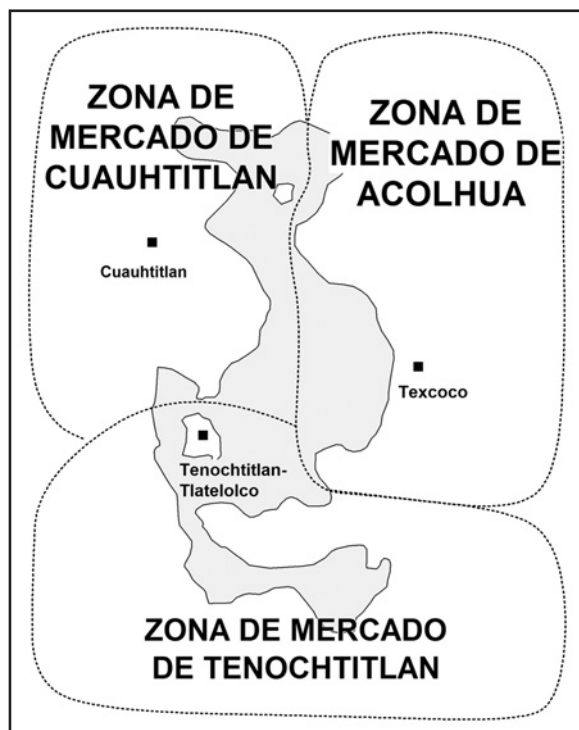 ZONA DE
MERCADO DE
CUAUHTITLAN
ZONA DE
MERCADO DE
ACOLHUA
Cuauhtitlan
Texcoco
Tenochtitlan-
Tlatelolco
ZONA DE MERCADO
DE TENOCHTITLAN